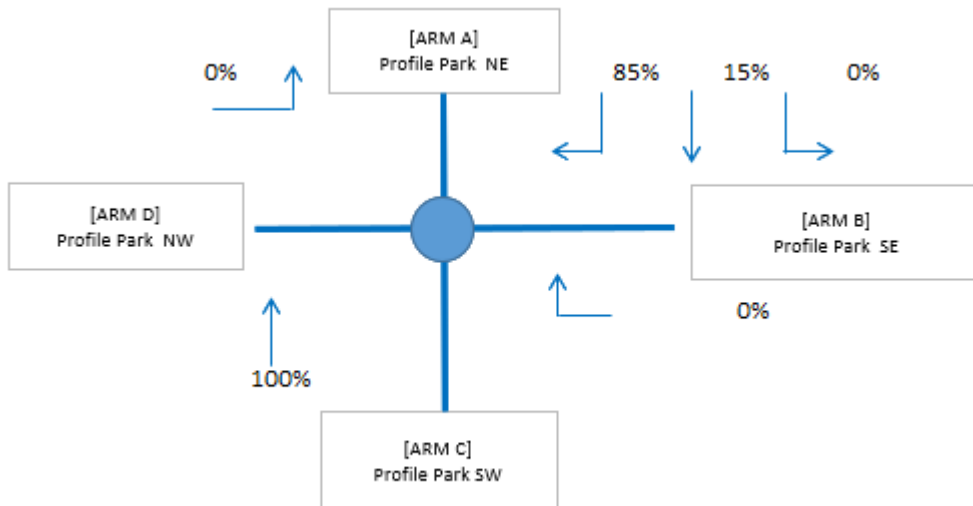 [ARM A]
Profile Park NE
0%
85%
15%
0%
[ARM D]
Profile Park NW
[ARM B]
Profile Park SE
0%
100%
[ARM C]
Profile Park SW